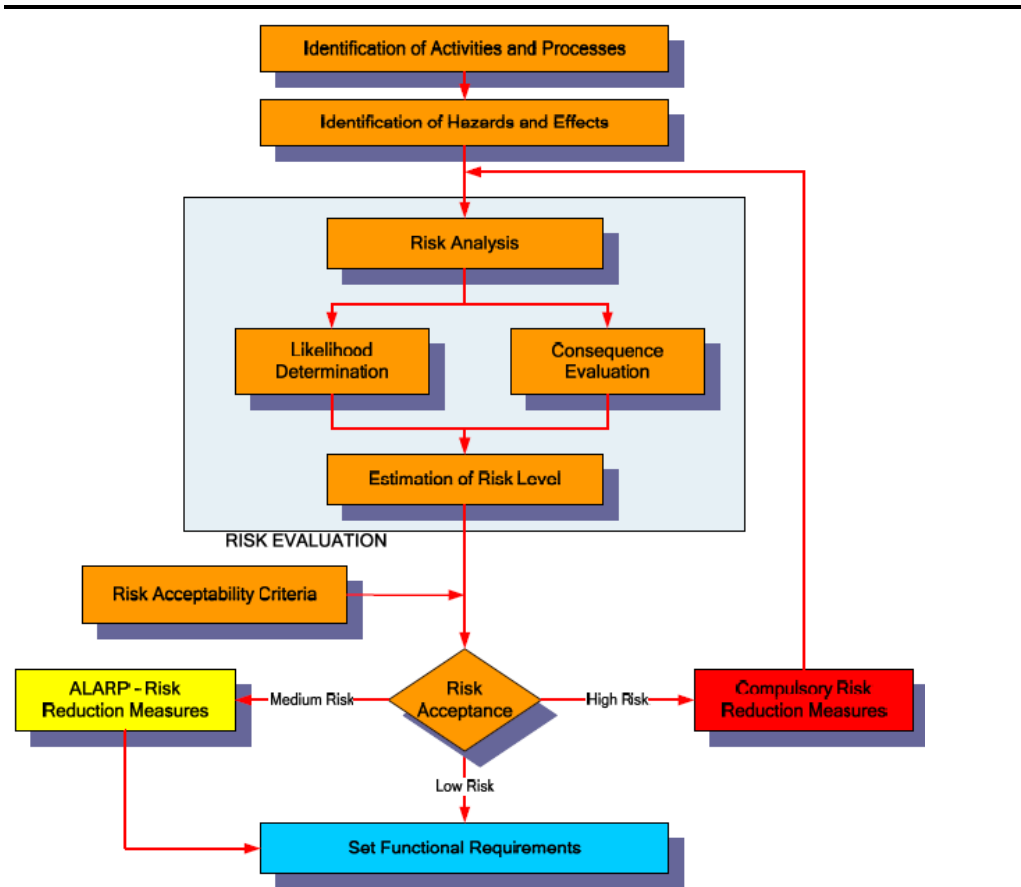 Identification of Activities and Processes
Identification of Hazards and Effects
Risk Analysis
Likelihood
Determination
Consequence
Evaluation
Estimation of Risk Level
RISK EVALUATION
Risk Acceptability Criteria
ALARP - Risk
Reduction Measures
Medium Risk
Risk
Acceptance
High Risk
Compulsory Risk
Reduction Measures
Low Risk
Set Functional Requirements